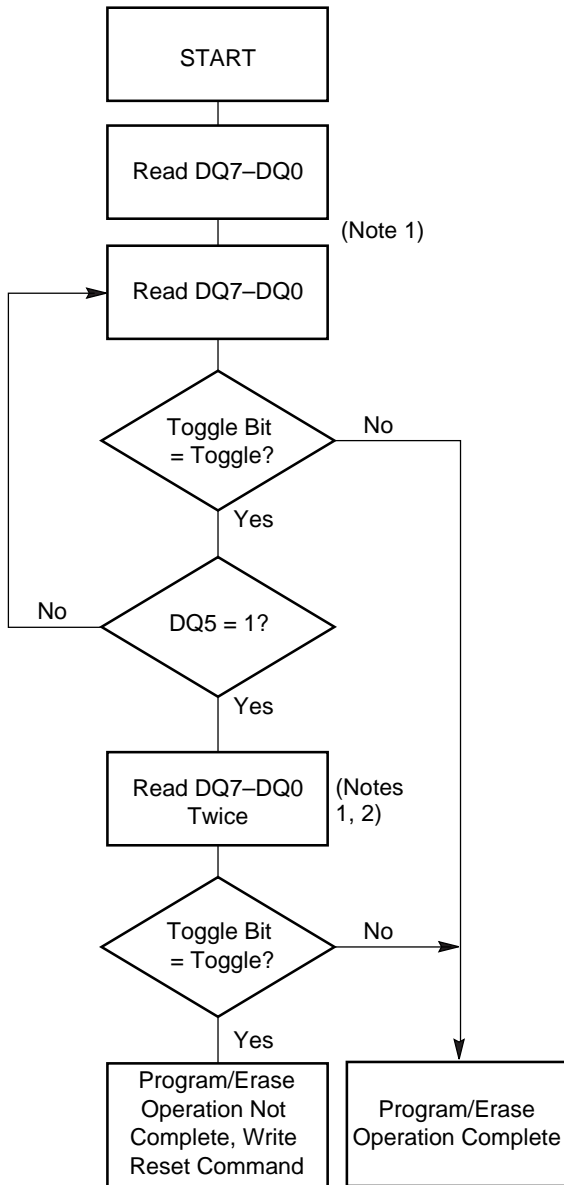 START
Read DQ7–DQ0
(Note 1)
Read DQ7–DQ0
Toggle Bit
= Toggle?
No
Yes
No
DQ5 = 1?
Yes
Read DQ7–DQ0
Twice
(Notes
1, 2)
Toggle Bit
= Toggle?
No
Yes
Program/Erase
Operation Not
Complete, Write
Reset Command
Program/Erase
Operation Complete